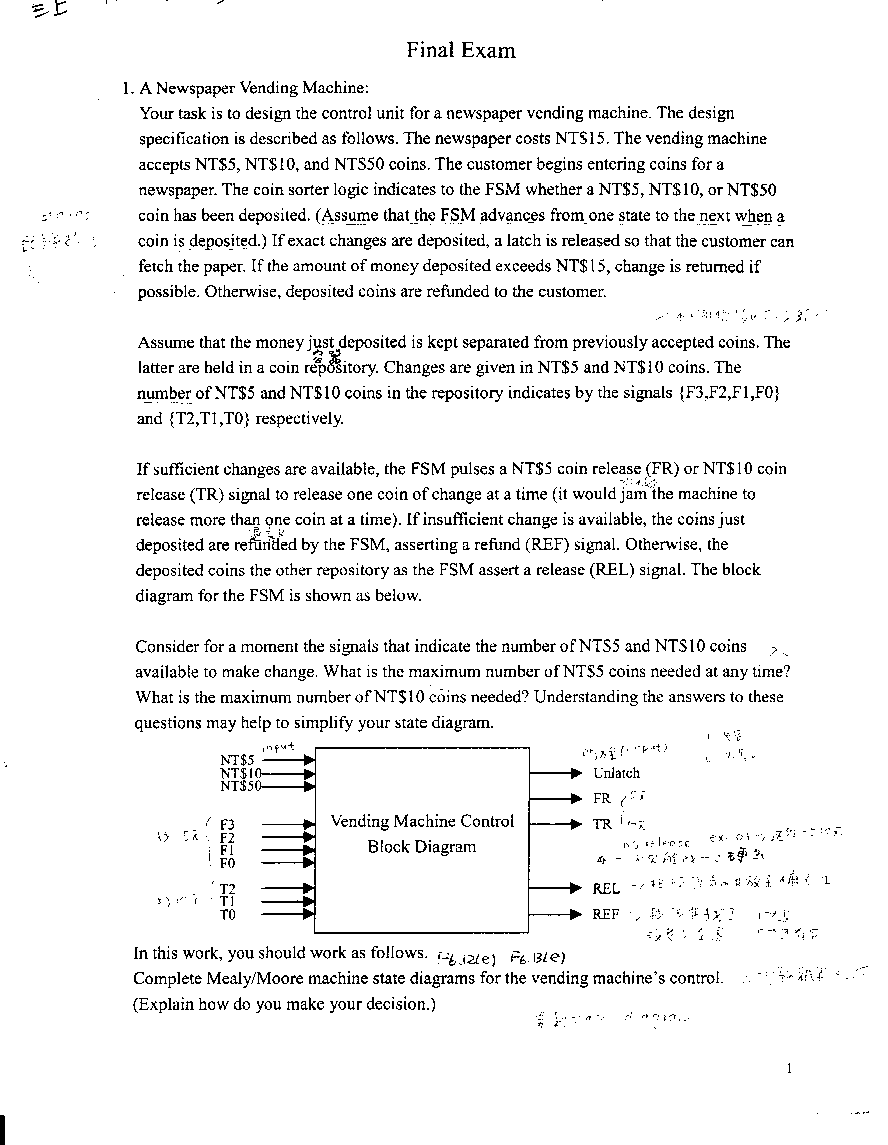 Final Exam
1. A Newspaper Vending Machine:
Your task is to design the control unit for a newspaper vending machine. The design
specification is described as follows. The newspaper costs NT$15. The vending machine
accepts NT$5, NT$10, and NT$50 coins. The customer begins entering coins for a
newspaper. The coin sorter logic indicates to the FSM whether a NT$5, NT$10, or NT$50
coin has been deposited. (Assume that the FSM advances from one state to the next when a
coin is deposited.) If exact changes are deposited, a latch is released so that the customer can
fetch the paper. If the amount of money deposited exceeds NT$15, change is returned if
possible. Otherwise, deposited coins are refunded to the customer.
Assume that the money just deposited is kept separated from previously accepted coins. The
latter are held in a coin repository. Changes are given in NT$5 and NT$10 coins. The
number of NT$5 and NT$10 coins in the repository indicates by the signals {F3,F2,F1,F0}
and {T2,T1,T0} respectively.
If sufficient changes are available, the FSM pulses a NT$5 coin release (FR) or NT$10 coin
release (TR) signal to release one coin of change at a time (it would jam the machine to
release more than one coin at a time). If insufficient change is available, the coins just
deposited are refunded by the FSM, asserting a refund (REF) signal. Otherwise, the
deposited coins the other repository as the FSM assert a release (REL) signal. The block
diagram for the FSM is shown as below.
Consider for a moment the signals that indicate the number of NT$5 and NT$10 coins
available to make change. What is the maximum number of NT$5 coins needed at any time?
What is the maximum number of NT$10 coins needed? Understanding the answers to these
questions may help to simplify your state diagram.
input
NT$5
NT$10 Unlatch
NT$50
FR
F3 Vending Machine Control TR
F2
F1 Block Diagram
F0
T2 REL
T1
T0 REF
In this work, you should work as follows.
Complete Mealy/Moore machine state diagrams for the vending machine's control.
(Explain how do you make your decision.)
1